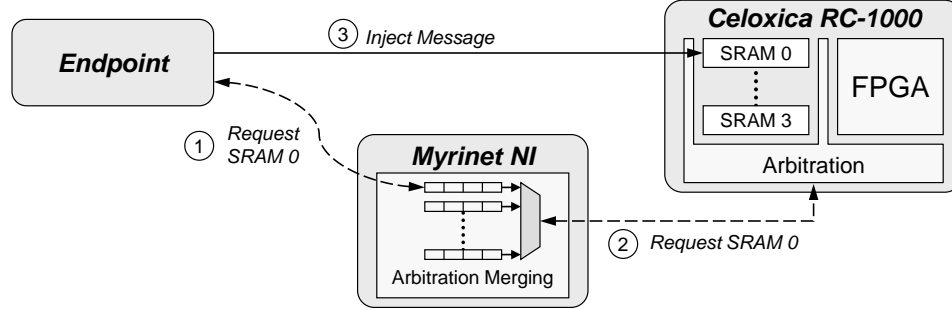 Celoxica RC-1000
3 Inject Message
Endpoint
SRAM 0
FPGA
SRAM 3
1 Request
SRAM 0
Myrinet NI
Arbitration
2 Request SRAM 0
Arbitration Merging